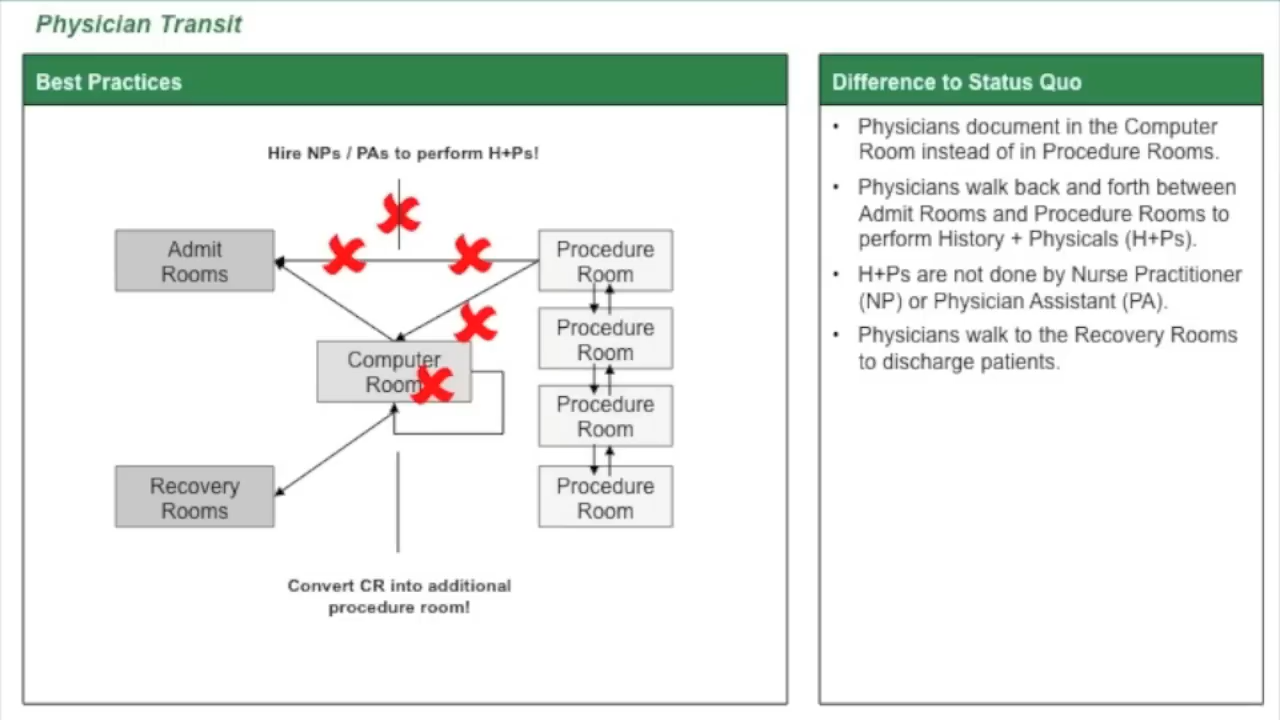 Physician Transit
Best Practices
Hire NPs / PAs to perform H+Ps!
Admit
Rooms
Procedure
Room
Procedure
Room
Computer
Room
Procedure
Room
Recovery
Rooms
Procedure
Room
Convert CR into additional
procedure room!
Difference to Status Quo
• Physicians document in the Computer
Room instead of in Procedure Rooms.
• Physicians walk back and forth between
Admit Rooms and Procedure Rooms to
perform History + Physicals (H+Ps).
• H+Ps are not done by Nurse Practitioner
(NP) or Physician Assistant (PA).
• Physicians walk to the Recovery Rooms
to discharge patients.